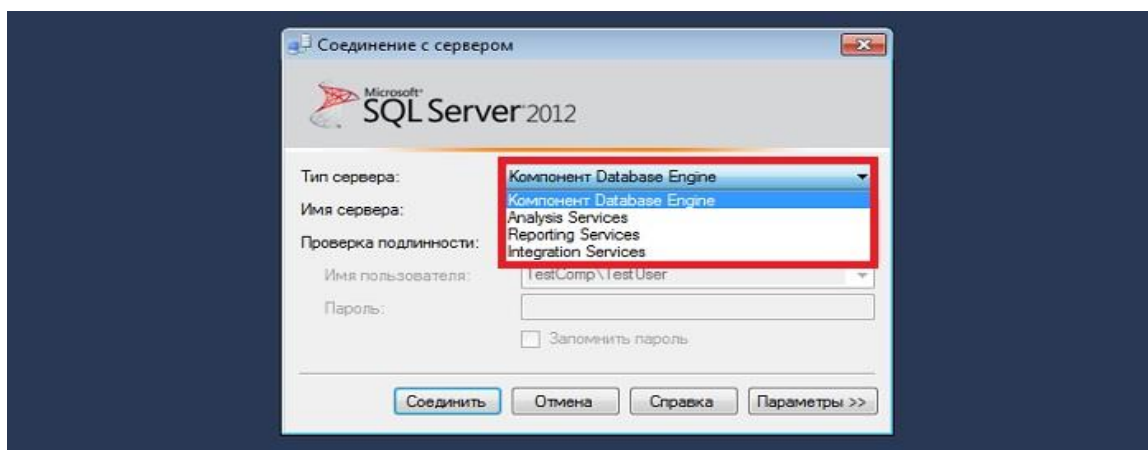 Соединение с сервером
Microsoft®
SQL Server® 2012
Тип сервера:
Компонент Database Engine
Компонент Database Engine
Имя сервера:
Analysis Services
Reporting Services
Проверка подлинности:
Integration Services
Имя пользователя:
TestComp\TestUser
Пароль:
Запомнить пароль
Соединить
Отмена
Справка
Параметры >>